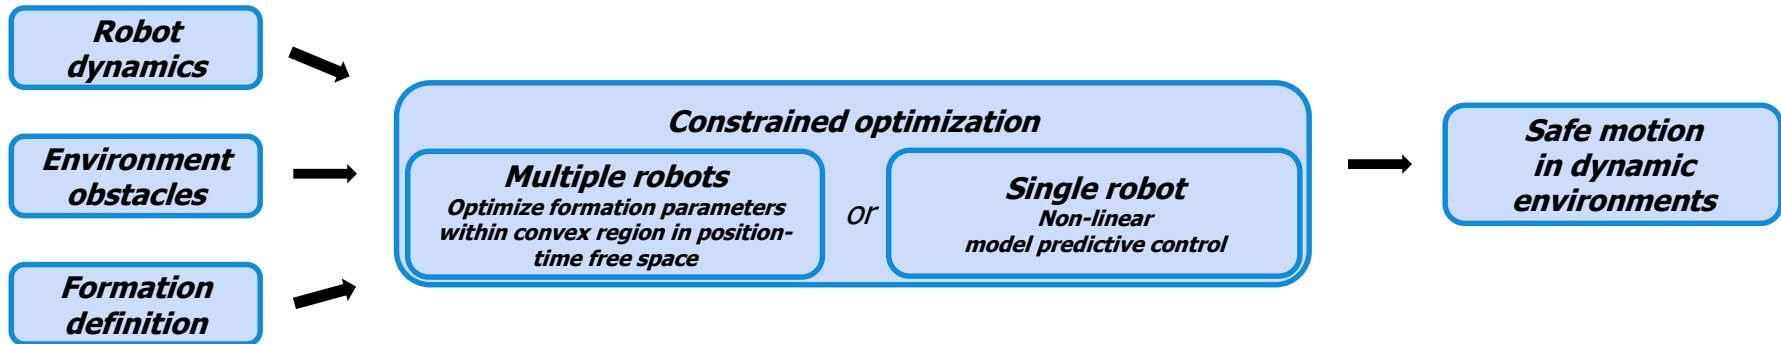 Robot
dynamics
Environment
obstacles
Formation
definition
Constrained optimization
Multiple robots
Optimize formation parameters
within convex region in position-
time free space
or
Single robot
Non-linear
model predictive control
Safe motion
in dynamic
environments